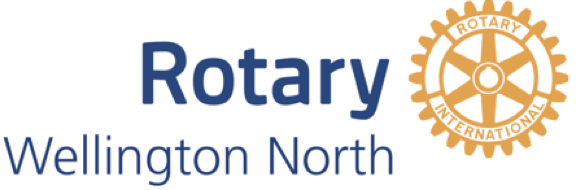 Rotary
Wellington North
ROTARY
INTERNATIONAL